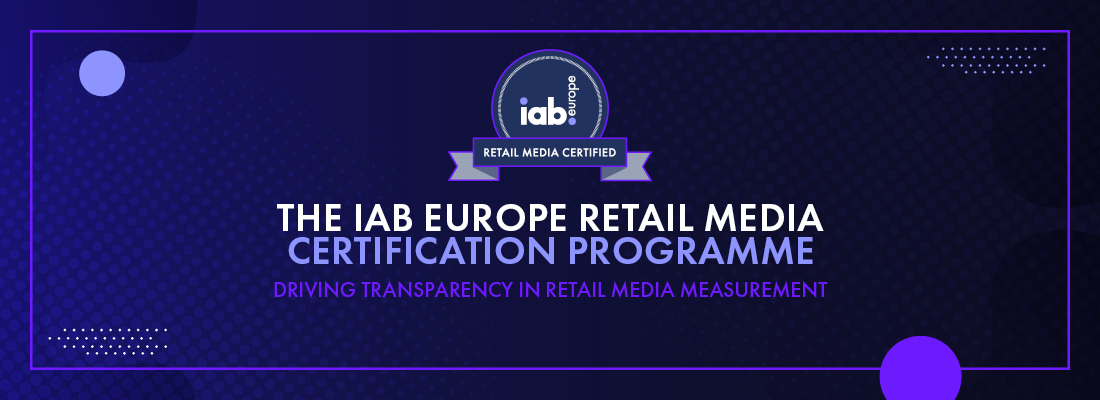 iab.
europe
RETAIL MEDIA CERTIFIED
THE IAB EUROPE RETAIL MEDIA
CERTIFICATION PROGRAMME
DRIVING TRANSPARENCY IN RETAIL MEDIA MEASUREMENT